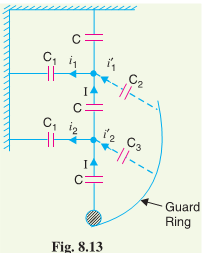 C
C₁ i₁ i′₁
C₂
I
C
C₁ i₂ i′₂
C₃
I
C
Guard
Ring
Fig. 8.13